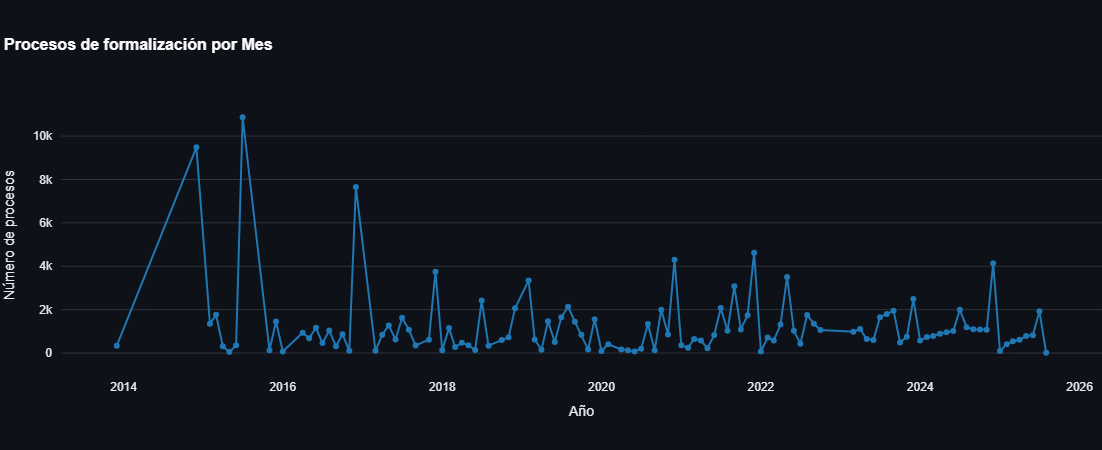 Procesos de formalización por Mes
Número de procesos
10k
8k
6k
4k
2k
0
2014 2016 2018 2020 2022 2024 2026
Año